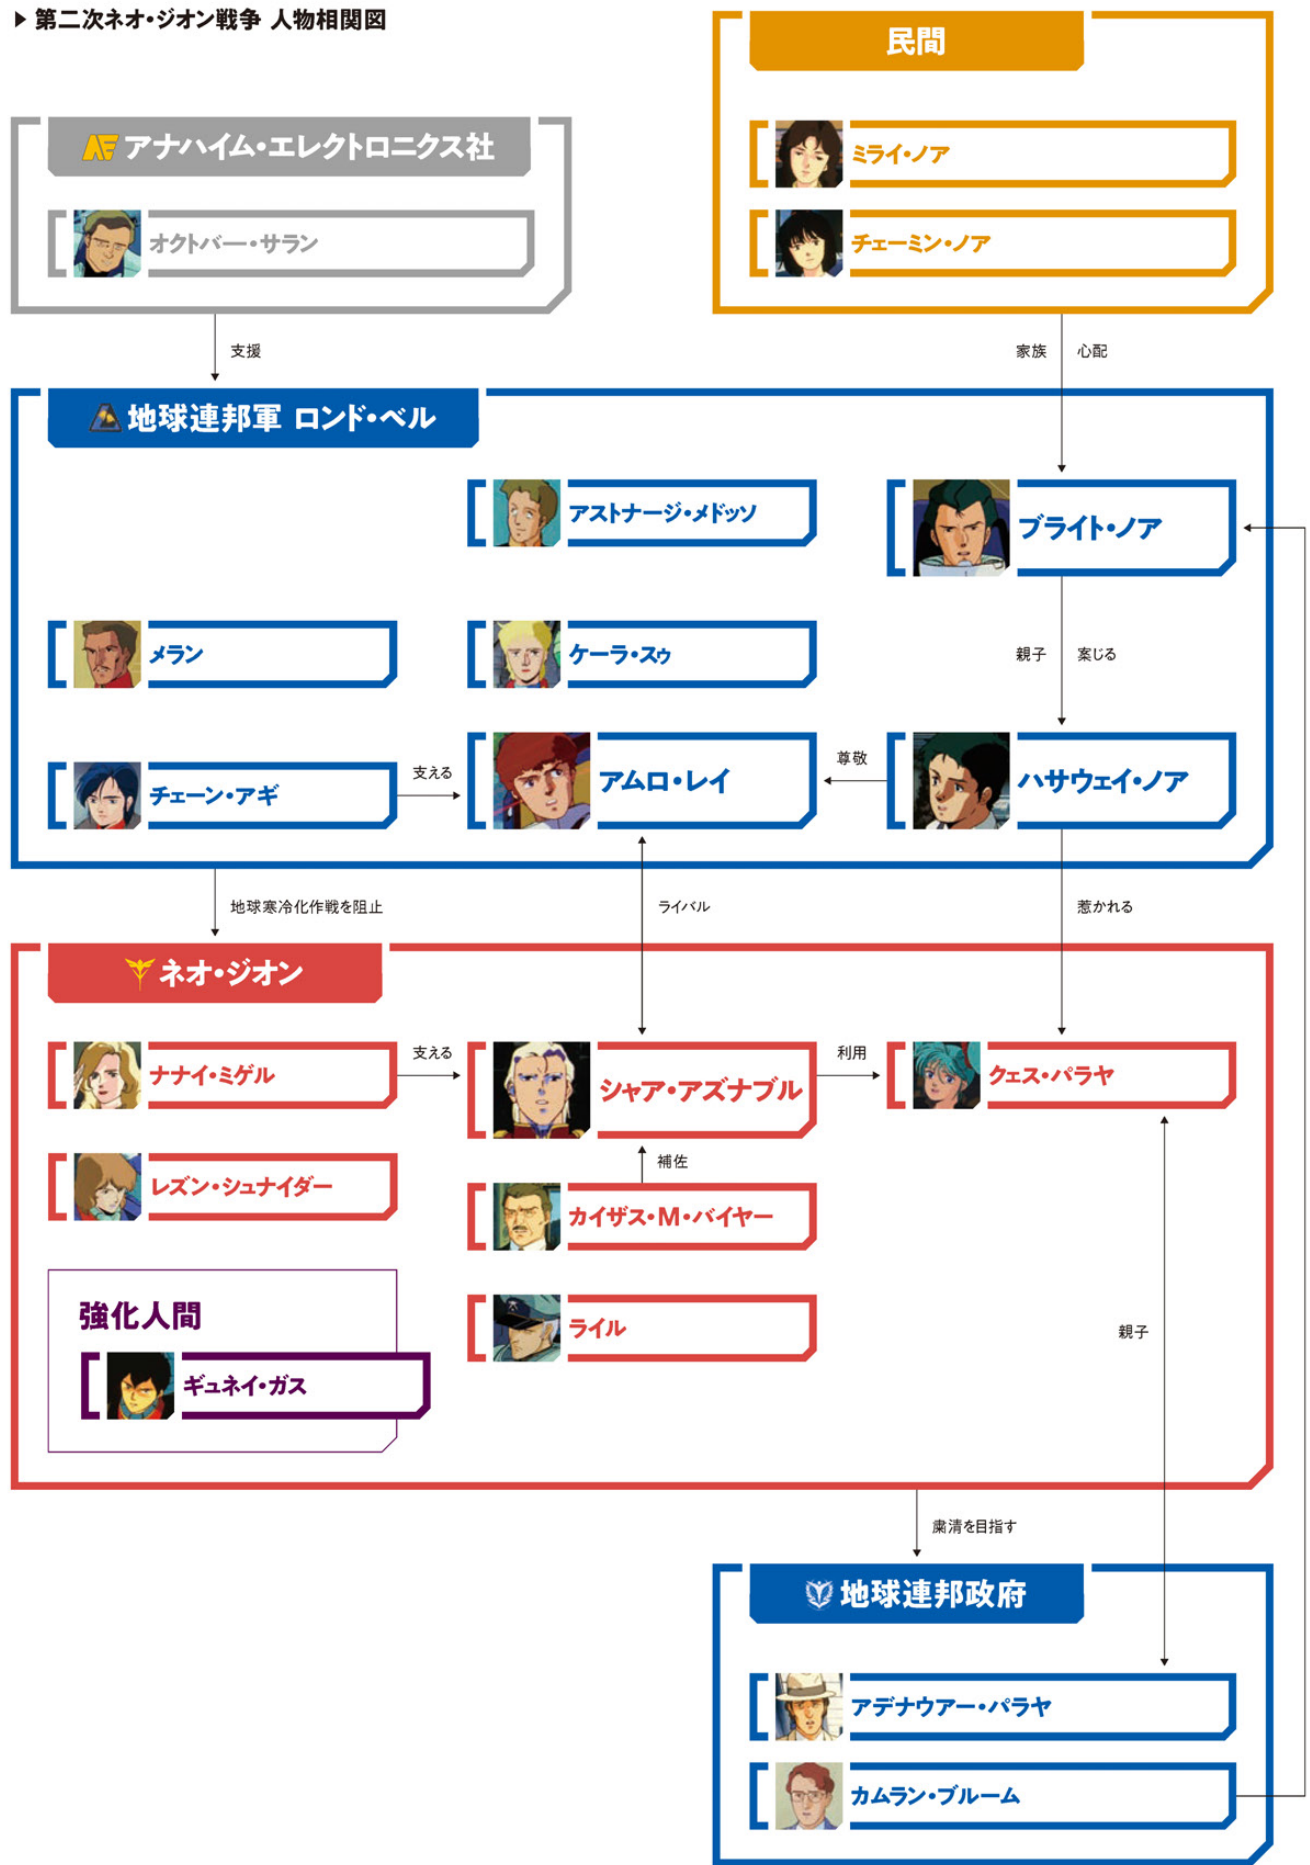 ▶ 第二次ネオ・ジオン戦争 人物相関図
民間
ミライ・ノア
チェーミン・ノア
アナハイム・エレクトロニクス社
オクトバー・サラン
支援
家族 心配
地球連邦軍 ロンド・ベル
アストナージ・メドッソ
ブライト・ノア
メラン
ケーラ・スゥ
親子 案じる
チェーン・アギ
支える
アムロ・レイ
尊敬
ハサウェイ・ノア
地球寒冷化作戦を阻止
ライバル
惹かれる
ネオ・ジオン
ナナイ・ミゲル
支える
シャア・アズナブル
利用
クェス・パラヤ
レズン・シュナイダー
補佐
カイザス・M・バイヤー
強化人間
ギュネイ・ガス
ライル
親子
粛清を目指す
地球連邦政府
アデナウアー・パラヤ
カムラン・ブルーム